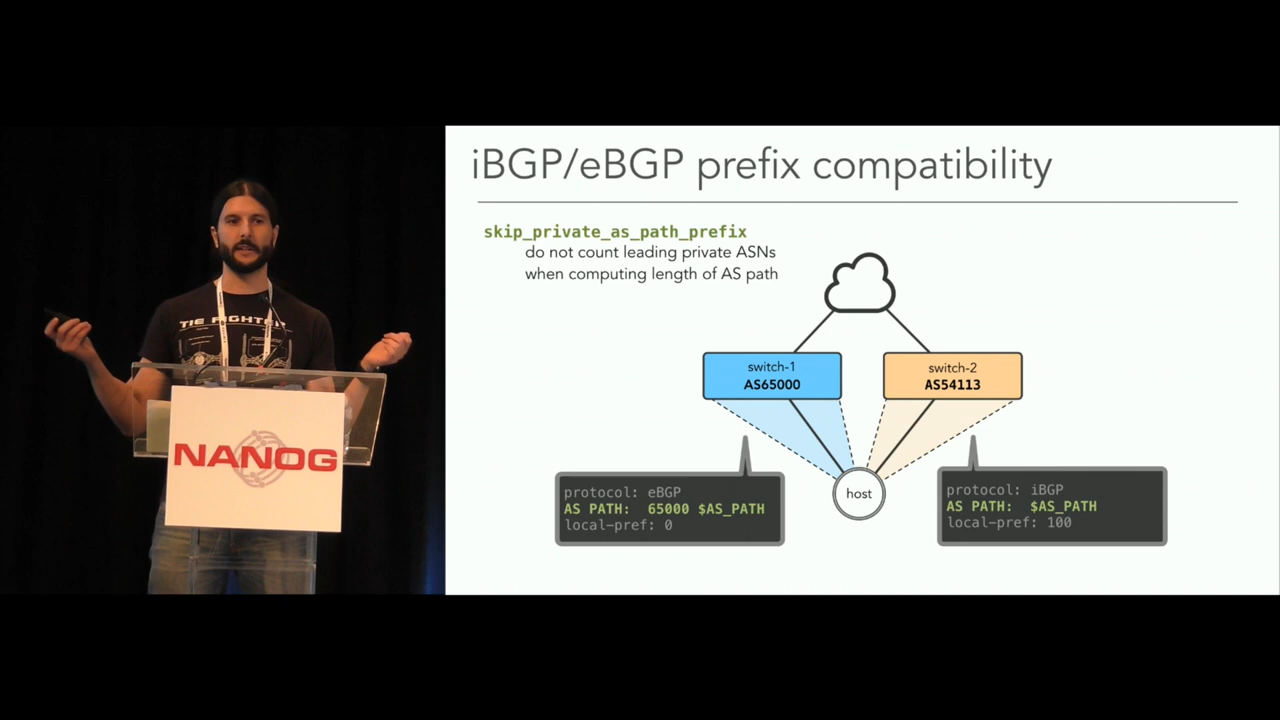 iBGP/eBGP prefix compatibility
skip_private_as_path_prefix
do not count leading private ASNs
when computing length of AS path
switch-1
AS65000
switch-2
AS54113
protocol: eBGP
AS PATH:  65000 $AS_PATH
local-pref: 0
host
protocol: iBGP
AS PATH:  $AS_PATH
local-pref: 100
TIE FIGHTER
NANOG